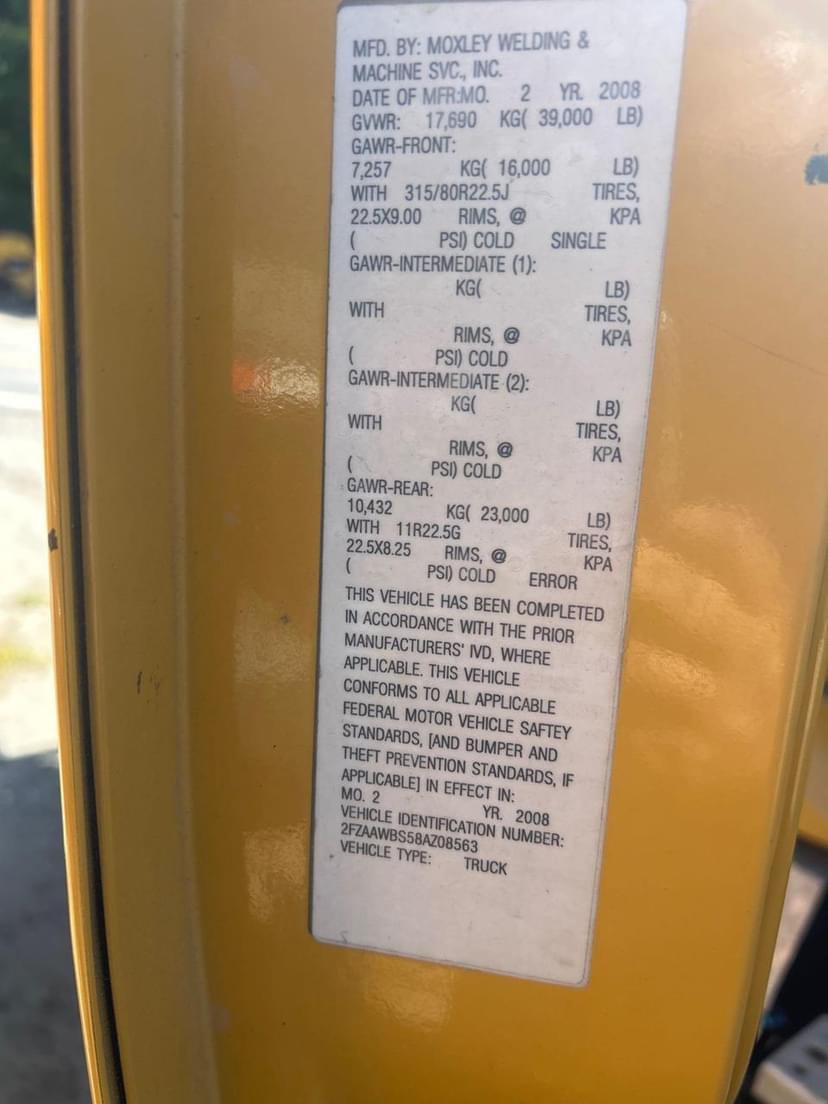 MFD. BY: MOXLEY WELDING &
MACHINE SVC., INC.
DATE OF MFR:MO. 2 YR. 2008
GVWR: 17,690 KG( 39,000 LB)
GAWR-FRONT:
7,257 KG( 16,000 LB)
WITH 315/80R22.5J TIRES,
22.5X9.00 RIMS, @ KPA
( PSI) COLD SINGLE
GAWR-INTERMEDIATE (1):
KG( LB)
WITH TIRES,
RIMS, @ KPA
( PSI) COLD
GAWR-INTERMEDIATE (2):
KG( LB)
WITH TIRES,
RIMS, @ KPA
( PSI) COLD
GAWR-REAR:
10,432 KG( 23,000 LB)
WITH 11R22.5G TIRES,
22.5X8.25 RIMS, @ KPA
( PSI) COLD ERROR
THIS VEHICLE HAS BEEN COMPLETED
IN ACCORDANCE WITH THE PRIOR
MANUFACTURERS' IVD, WHERE
APPLICABLE. THIS VEHICLE
CONFORMS TO ALL APPLICABLE
FEDERAL MOTOR VEHICLE SAFTEY
STANDARDS, [AND BUMPER AND
THEFT PREVENTION STANDARDS, IF
APPLICABLE] IN EFFECT IN:
MO. 2 YR. 2008
VEHICLE IDENTIFICATION NUMBER:
2FZAAWBS58AZ08563
VEHICLE TYPE: TRUCK